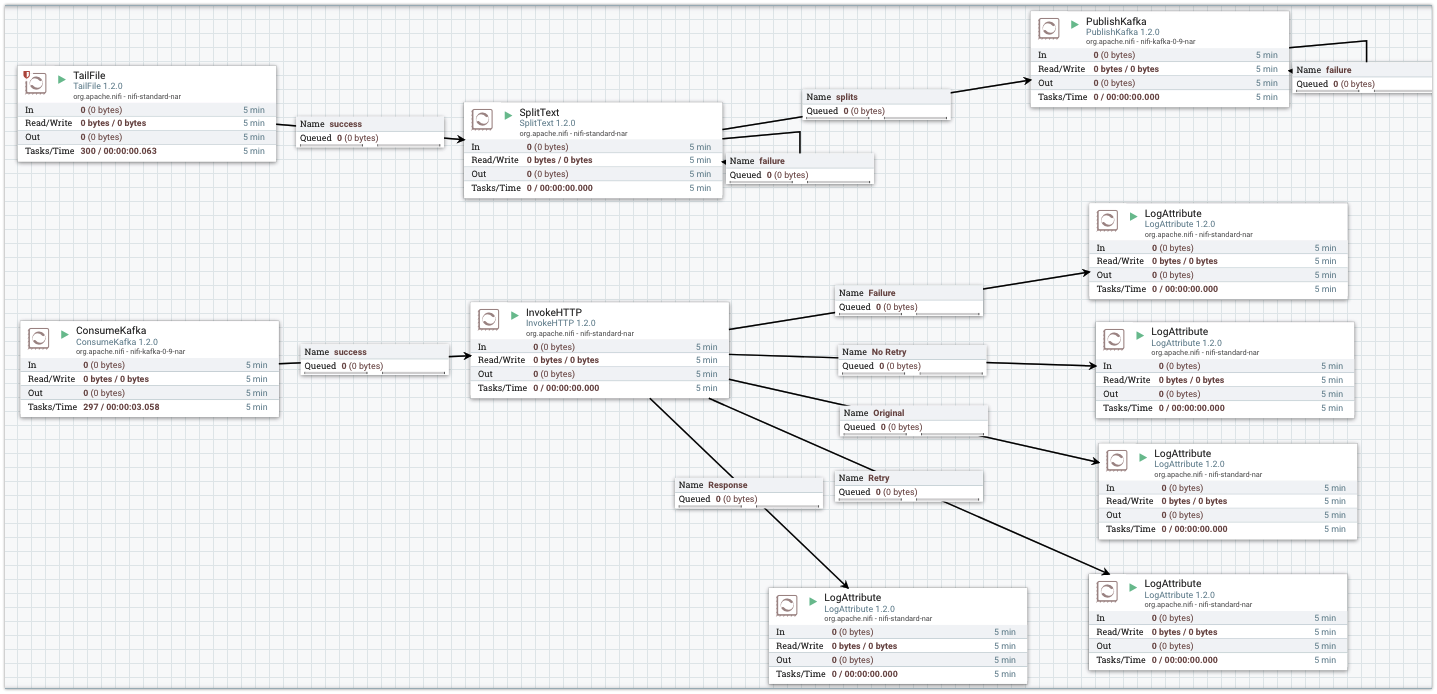 TailFile
TailFile 1.2.0
org.apache.nifi - nifi-standard-nar
In 0 (0 bytes) 5 min
Read/Write 0 bytes / 0 bytes 5 min
Out 0 (0 bytes) 5 min
Tasks/Time 300 / 00:00:00.063 5 min
Name success
Queued 0 (0 bytes)
SplitText
SplitText 1.2.0
org.apache.nifi - nifi-standard-nar
In 0 (0 bytes) 5 min
Read/Write 0 bytes / 0 bytes 5 min
Out 0 (0 bytes) 5 min
Tasks/Time 0 / 00:00:00.000 5 min
Name splits
Queued 0 (0 bytes)
Name failure
Queued 0 (0 bytes)
PublishKafka
PublishKafka 1.2.0
org.apache.nifi - nifi-kafka-0-9-nar
In 0 (0 bytes) 5 min
Read/Write 0 bytes / 0 bytes 5 min
Out 0 (0 bytes) 5 min
Tasks/Time 0 / 00:00:00.000 5 min
Name failure
Queued 0 (0 bytes)
ConsumeKafka
ConsumeKafka 1.2.0
org.apache.nifi - nifi-kafka-0-9-nar
In 0 (0 bytes) 5 min
Read/Write 0 bytes / 0 bytes 5 min
Out 0 (0 bytes) 5 min
Tasks/Time 297 / 00:00:03.058 5 min
Name success
Queued 0 (0 bytes)
InvokeHTTP
InvokeHTTP 1.2.0
org.apache.nifi - nifi-standard-nar
In 0 (0 bytes) 5 min
Read/Write 0 bytes / 0 bytes 5 min
Out 0 (0 bytes) 5 min
Tasks/Time 0 / 00:00:00.000 5 min
Name Failure
Queued 0 (0 bytes)
LogAttribute
LogAttribute 1.2.0
org.apache.nifi - nifi-standard-nar
In 0 (0 bytes) 5 min
Read/Write 0 bytes / 0 bytes 5 min
Out 0 (0 bytes) 5 min
Tasks/Time 0 / 00:00:00.000 5 min
Name No Retry
Queued 0 (0 bytes)
LogAttribute
LogAttribute 1.2.0
org.apache.nifi - nifi-standard-nar
In 0 (0 bytes) 5 min
Read/Write 0 bytes / 0 bytes 5 min
Out 0 (0 bytes) 5 min
Tasks/Time 0 / 00:00:00.000 5 min
Name Original
Queued 0 (0 bytes)
LogAttribute
LogAttribute 1.2.0
org.apache.nifi - nifi-standard-nar
In 0 (0 bytes) 5 min
Read/Write 0 bytes / 0 bytes 5 min
Out 0 (0 bytes) 5 min
Tasks/Time 0 / 00:00:00.000 5 min
Name Response
Queued 0 (0 bytes)
Name Retry
Queued 0 (0 bytes)
LogAttribute
LogAttribute 1.2.0
org.apache.nifi - nifi-standard-nar
In 0 (0 bytes) 5 min
Read/Write 0 bytes / 0 bytes 5 min
Out 0 (0 bytes) 5 min
Tasks/Time 0 / 00:00:00.000 5 min
LogAttribute
LogAttribute 1.2.0
org.apache.nifi - nifi-standard-nar
In 0 (0 bytes) 5 min
Read/Write 0 bytes / 0 bytes 5 min
Out 0 (0 bytes) 5 min
Tasks/Time 0 / 00:00:00.000 5 min